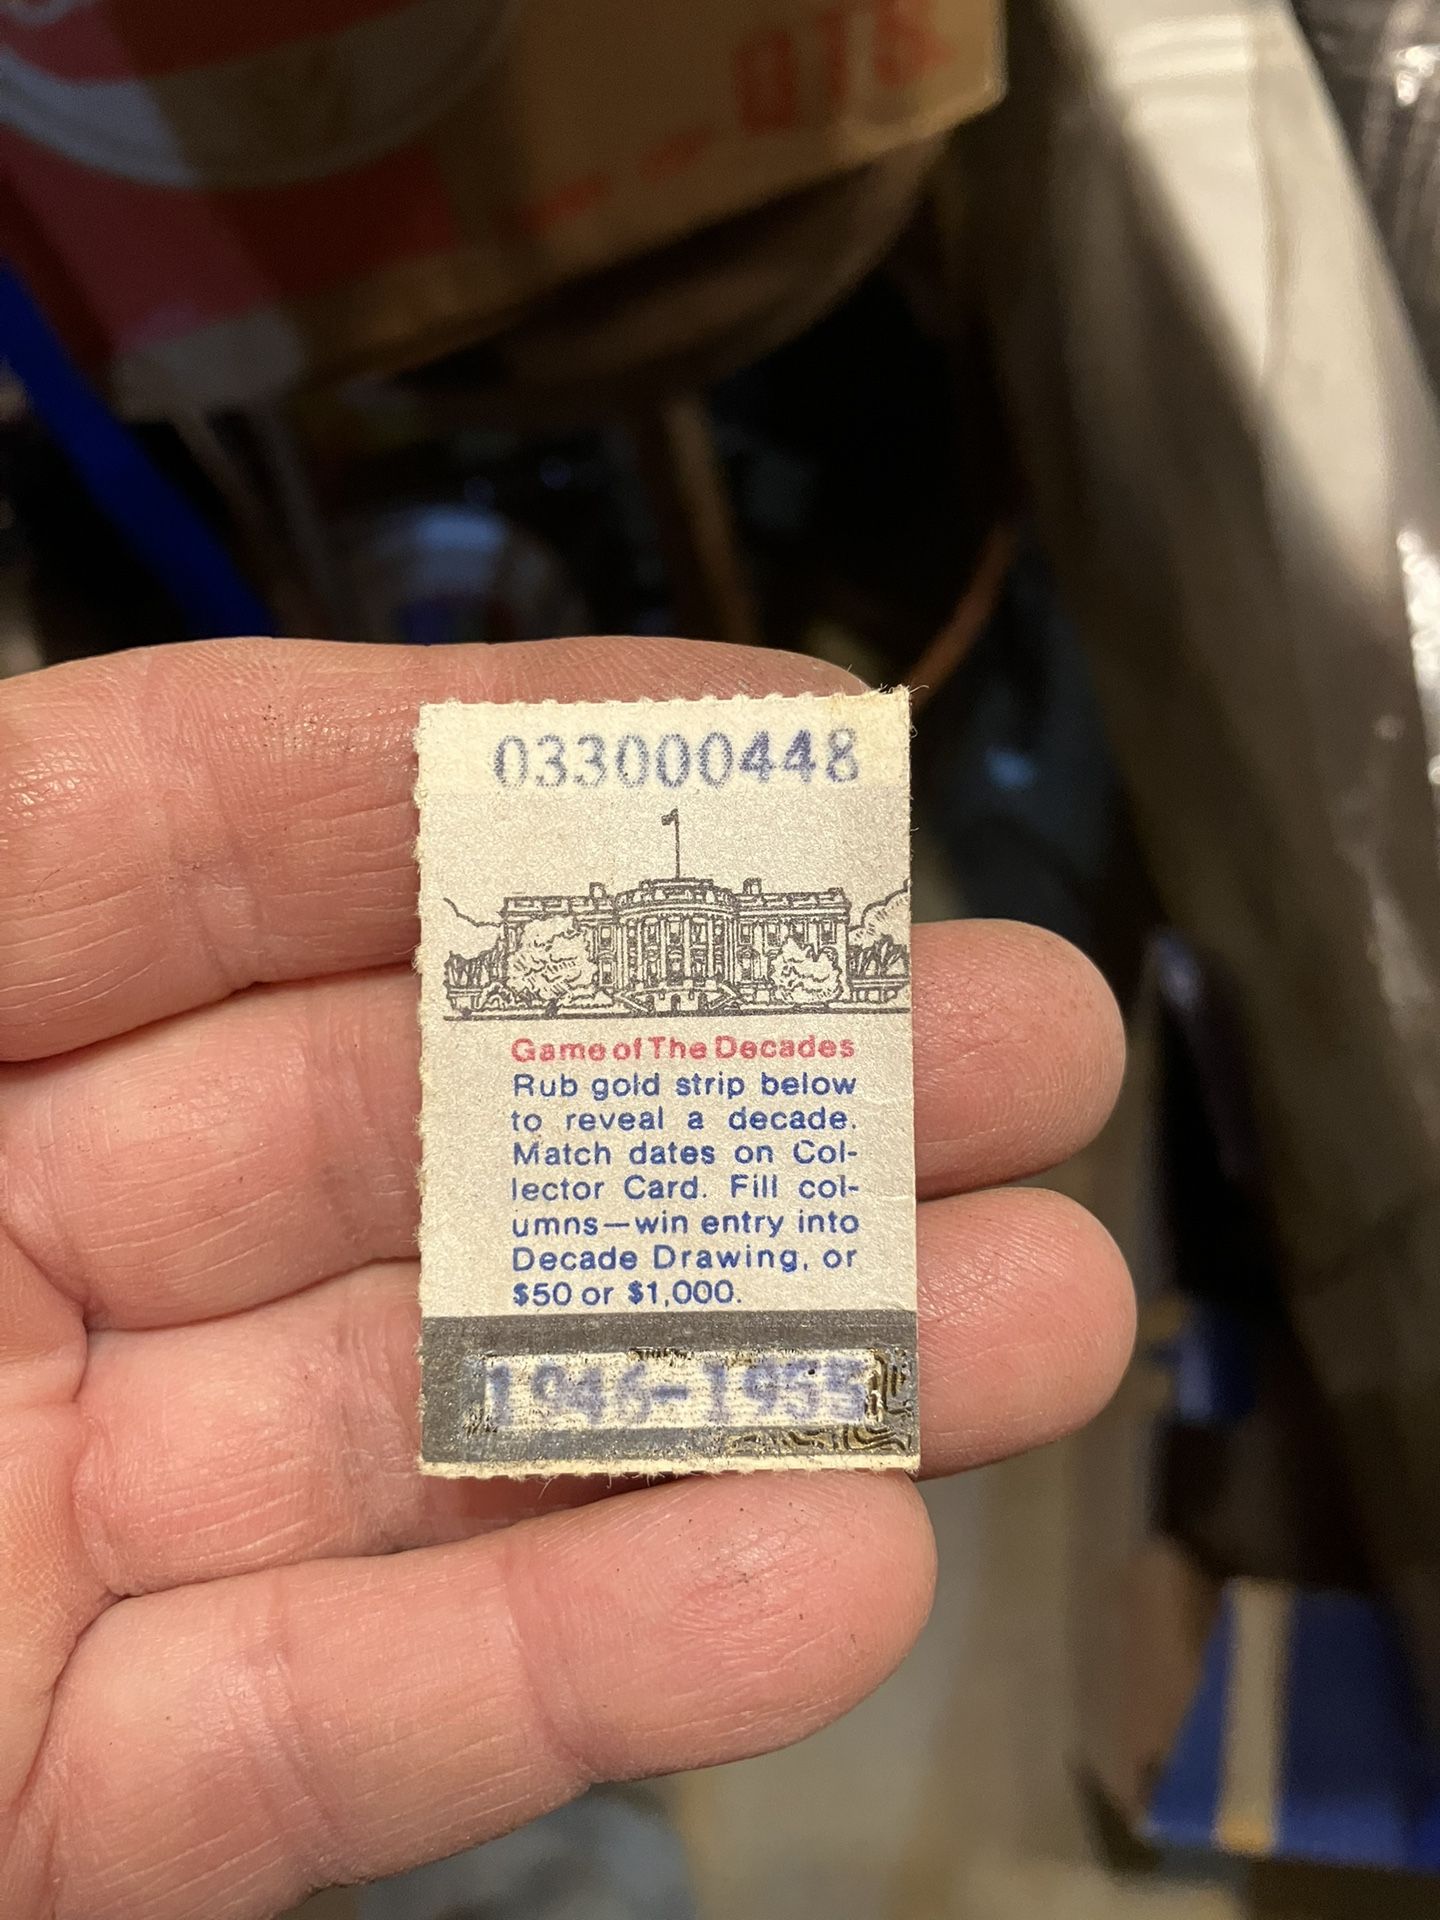 033000448
Game of The Decades
Rub gold strip below
to reveal a decade.
Match dates on Col-
lector Card. Fill col-
umns—win entry into
Decade Drawing, or
$50 or $1,000.
1946-1955